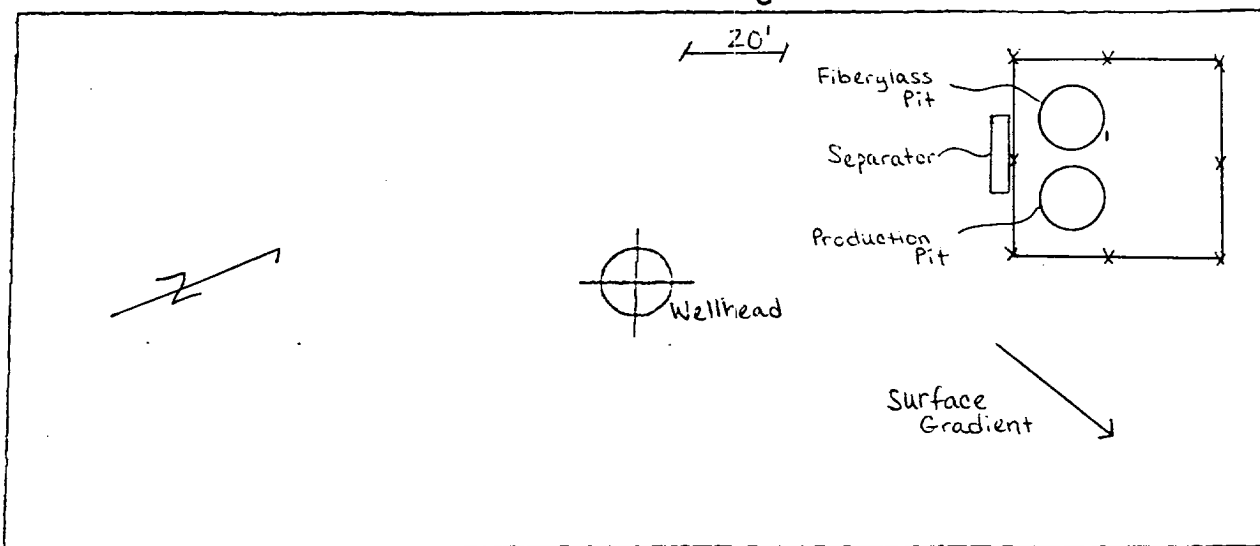 20'
Fiberglass
Pit
Separator
Production
Pit
N
Wellhead
Surface
Gradient